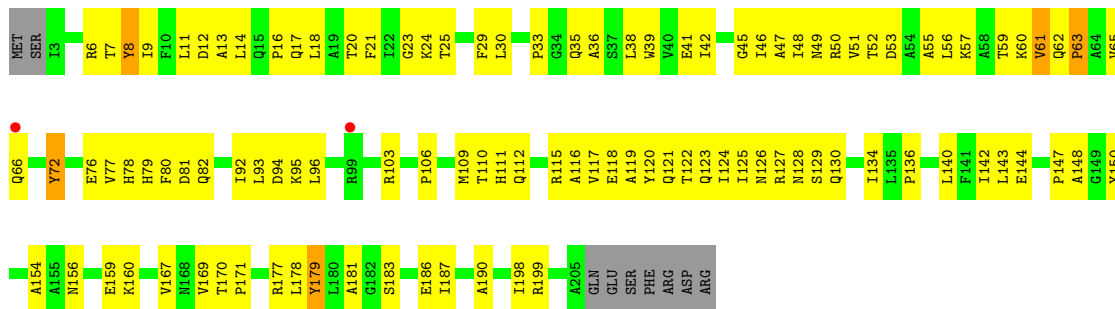 MET SER I3 R6 T7 Y8 I9 F10 L11 D12 A13 L14 Q15 P16 Q17 L18 A19 T20 F21 I22 G23 K24 T25 F29 L30 P33 G34 Q35 A36 S37 L38 W39 V40 E41 I42 G45 I46 A47 I48 N49 R50 V51 T52 D53 A54 A55 L56 K57 A58 T59 K60 V61 Q62 P63 A64 V65
Q66 Y72 E76 V77 H78 H79 F80 D81 Q82 I92 L93 D94 K95 L96 R99 R103 P106 M109 T110 H111 Q112 R115 A116 V117 E118 A119 Y120 Q121 T122 Q123 I124 I125 N126 R127 N128 S129 Q130 I134 L135 P136 L140 F141 I142 L143 E144 P147 A148 G149 Y150
A154 A155 N156 E159 K160 V167 N168 V169 T170 P171 R177 L178 Y179 L180 A181 G182 S183 E186 I187 A190 I198 R199 A205 GLN GLU SER PHE ARG ASP ARG